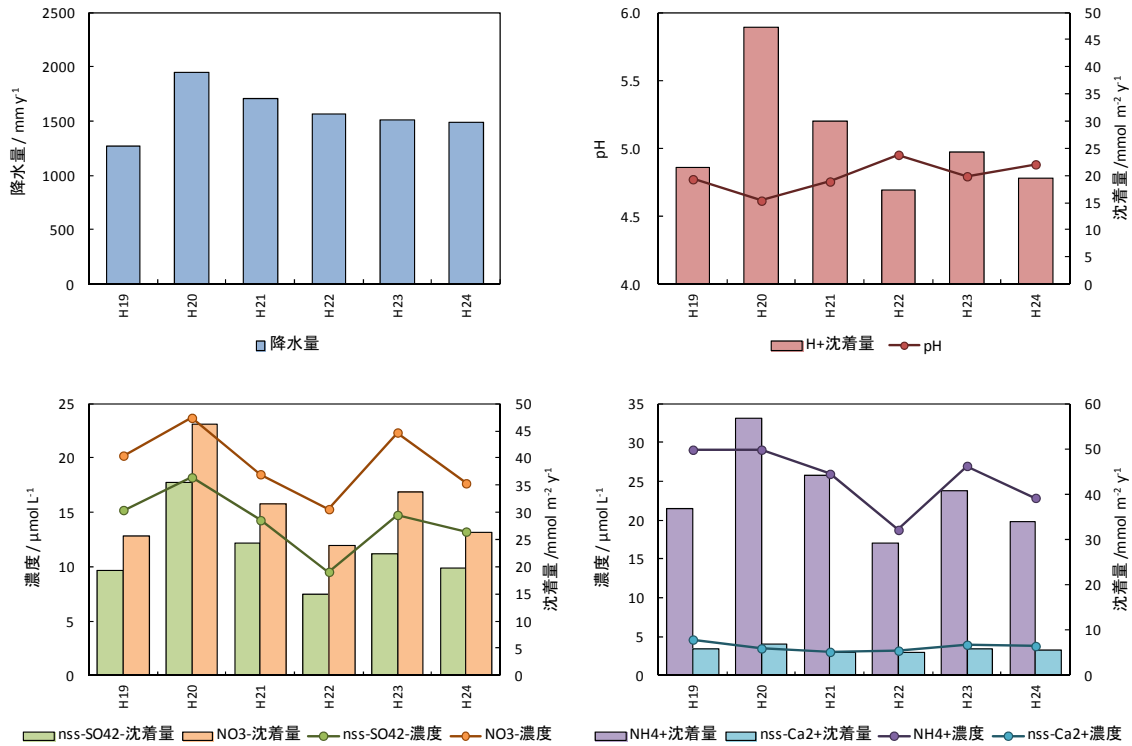 2500
2000
1500
1000
500
0
降水量 / mm y-1
H19
H20
H21
H22
H23
H24
降水量
6.0
5.5
5.0
4.5
4.0
pH
50
45
40
35
30
25
20
15
10
5
0
沈着量 /mmol m-2 y-1
H19
H20
H21
H22
H23
H24
H+沈着量 pH
25
20
15
10
5
0
濃度 / μmol L-1
50
45
40
35
30
25
20
15
10
5
0
沈着量 /mmol m-2 y-1
H19
H20
H21
H22
H23
H24
nss-SO42-沈着量 NO3-沈着量 nss-SO42-濃度 NO3-濃度
35
30
25
20
15
10
5
0
濃度 / μmol L-1
60
50
40
30
20
10
0
沈着量 /mmol m-2 y-1
H19
H20
H21
H22
H23
H24
NH4+沈着量 nss-Ca2+沈着量 NH4+濃度 nss-Ca2+濃度